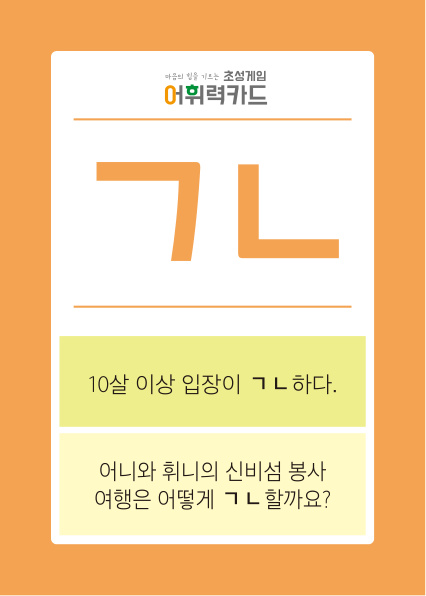 마음의 힘을 기르는 초성게임
어휘력카드
ㄱㄴ
10살 이상 입장이 ㄱㄴ하다.
어니와 휘니의 신비섬 봉사
여행은 어떻게 ㄱㄴ할까요?